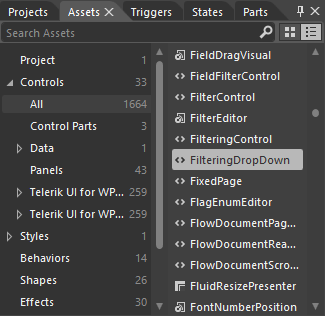 Projects Assets Triggers States Parts
Search Assets
Project 1
Controls 33
All 1664
Control Parts 3
Data 1
Panels 43
Telerik UI for WP... 259
Telerik UI for WP... 259
Styles 1
Behaviors 14
Shapes 26
Effects 30
FieldDragVisual
FieldFilterControl
FilterControl
FilterEditor
FilteringControl
FilteringDropDown
FixedPage
FlagEnumEditor
FlowDocumentPag...
FlowDocumentRea...
FlowDocumentScro...
FluidResizePresenter
FontNumberPosition